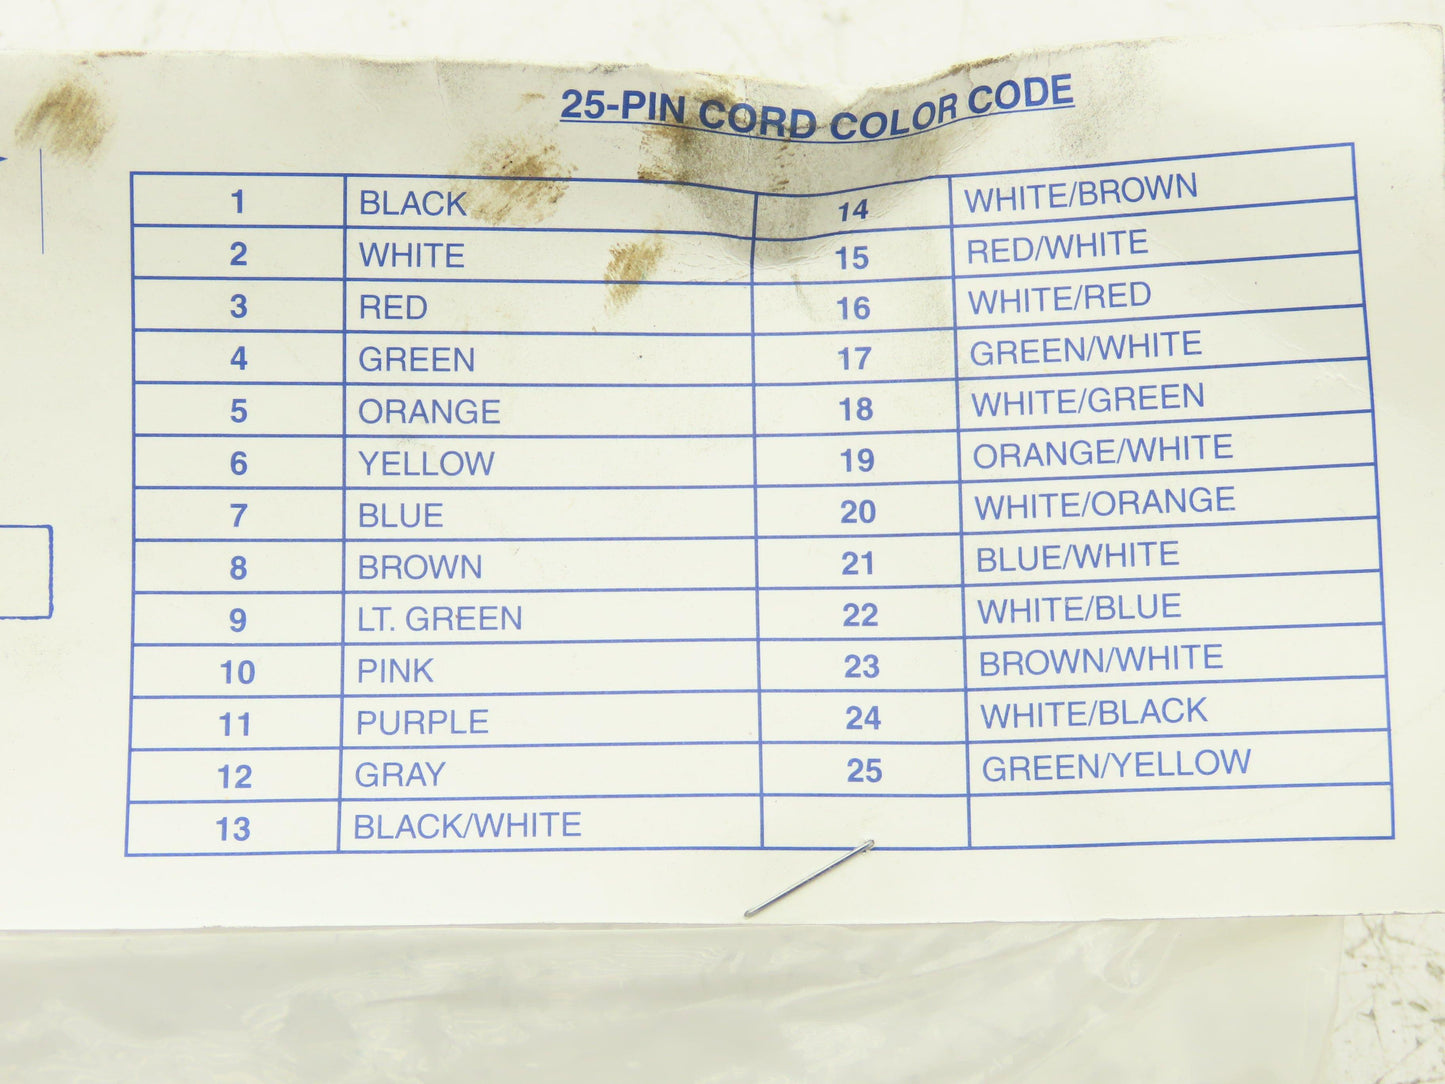 25-PIN CORD COLOR CODE
1 BLACK 14 WHITE/BROWN
2 WHITE 15 RED/WHITE
3 RED 16 WHITE/RED
4 GREEN 17 GREEN/WHITE
5 ORANGE 18 WHITE/GREEN
6 YELLOW 19 ORANGE/WHITE
7 BLUE 20 WHITE/ORANGE
8 BROWN 21 BLUE/WHITE
9 LT. GREEN 22 WHITE/BLUE
10 PINK 23 BROWN/WHITE
11 PURPLE 24 WHITE/BLACK
12 GRAY 25 GREEN/YELLOW
13 BLACK/WHITE